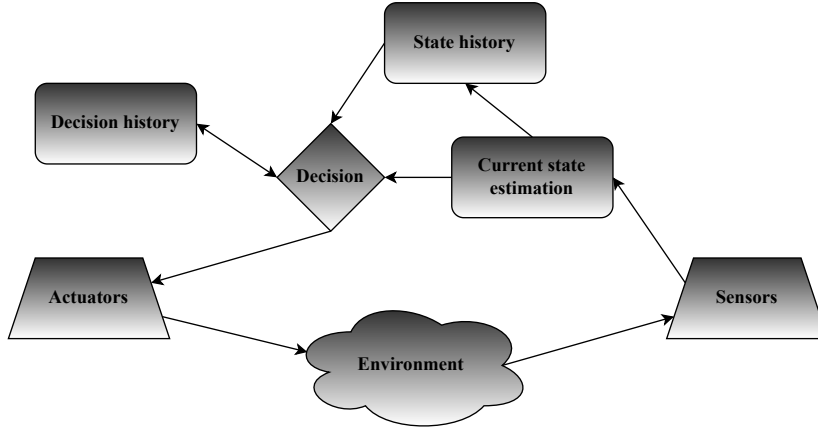 State history
Decision history
Current state
estimation
Decision
Actuators
Sensors
Environment